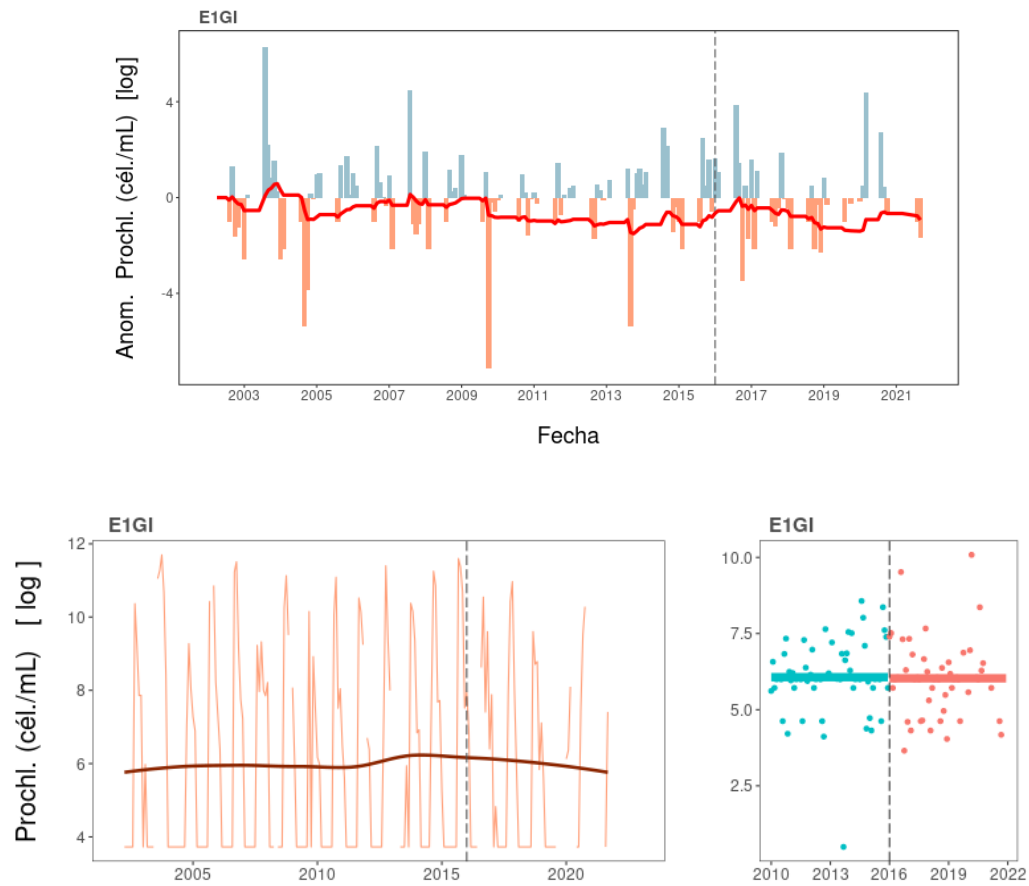 E1GI
Anom. Prochl. (cél./mL) [log]
4
0
-4
2003 2005 2007 2009 2011 2013 2015 2017 2019 2021
Fecha
E1GI
Prochl. (cél./mL) [ log ]
12
10
8
6
4
2005 2010 2015 2020
E1GI
10.0
7.5
5.0
2.5
2010 2013 2016 2019 2022